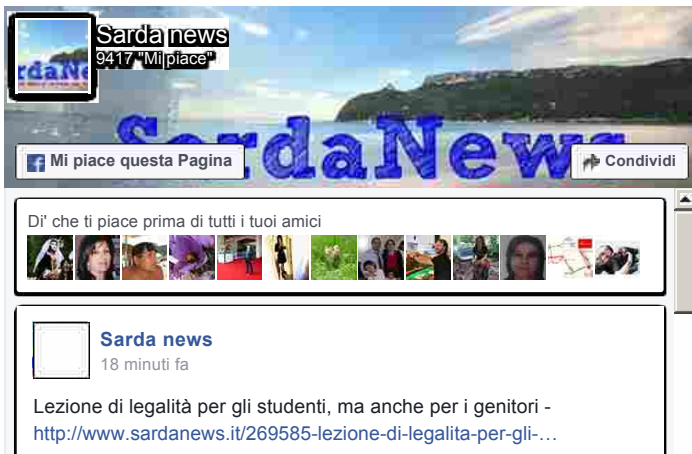 Sarda news
9417 "Mi piace"
rdaNe
SardaNews
Mi piace questa Pagina
Condividi
Di' che ti piace prima di tutti i tuoi amici
Sarda news
18 minuti fa
Lezione di legalità per gli studenti, ma anche per i genitori -
http://www.sardanews.it/269585-lezione-di-legalita-per-gli-…